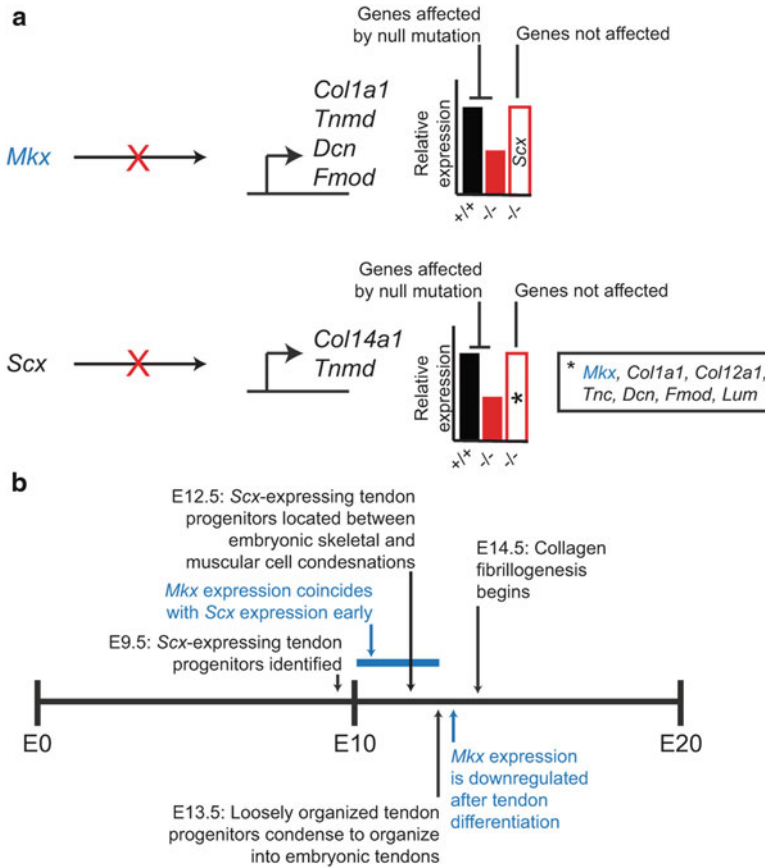 a
Genes affected
by null mutation
Genes not affected
Mkx
X
Col1a1
Tnmd
Dcn
Fmod
Relative
expression
Scx
+/+
-/-
-/-
Genes affected
by null mutation
Genes not affected
Scx
X
Col14a1
Tnmd
Relative
expression
*
+/+
-/-
-/-
* Mkx, Col1a1, Col12a1,
Tnc, Dcn, Fmod, Lum
b
E12.5: Scx-expressing tendon
progenitors located between
embryonic skeletal and
muscular cell condesnations
E14.5: Collagen
fibrillogenesis
begins
Mkx expression coincides
with Scx expression early
E9.5: Scx-expressing tendon
progenitors identified
E0
E10
E20
Mkx expression
is downregulated
after tendon
differentiation
E13.5: Loosely organized tendon
progenitors condense to organize
into embryonic tendons